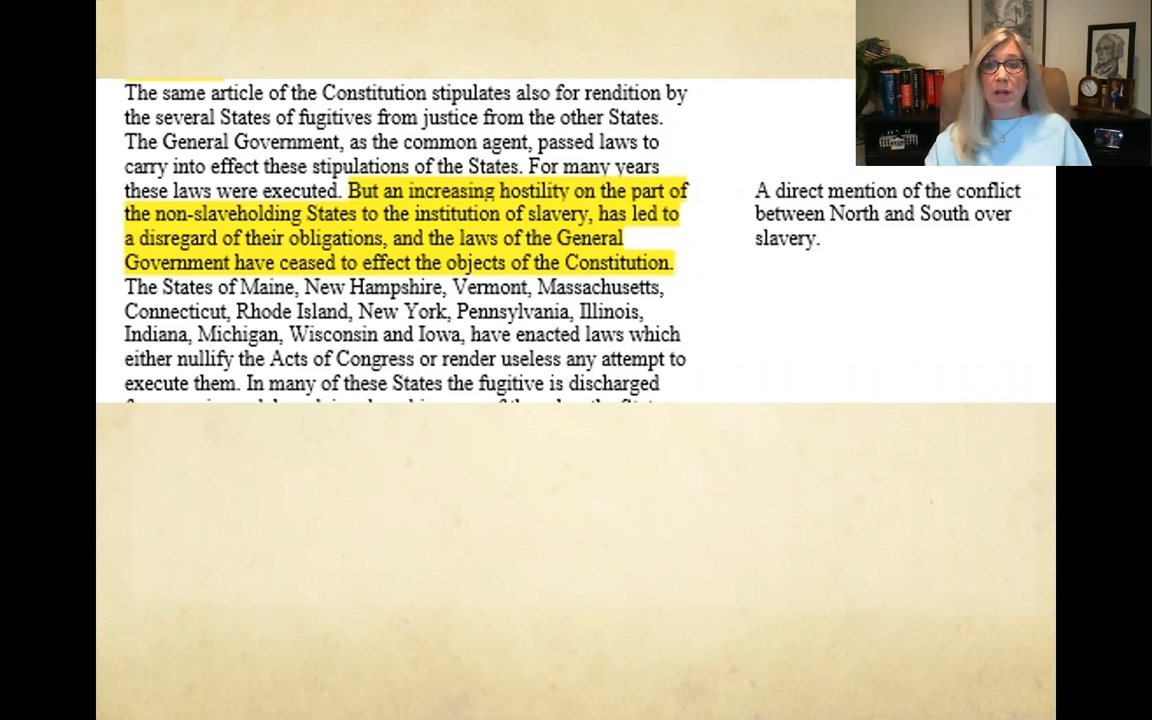 The same article of the Constitution stipulates also for rendition by
the several States of fugitives from justice from the other States.
The General Government, as the common agent, passed laws to
carry into effect these stipulations of the States. For many years
these laws were executed. But an increasing hostility on the part of
the non-slaveholding States to the institution of slavery, has led to
a disregard of their obligations, and the laws of the General
Government have ceased to effect the objects of the Constitution.
The States of Maine, New Hampshire, Vermont, Massachusetts,
Connecticut, Rhode Island, New York, Pennsylvania, Illinois,
Indiana, Michigan, Wisconsin and Iowa, have enacted laws which
either nullify the Acts of Congress or render useless any attempt to
execute them. In many of these States the fugitive is discharged
A direct mention of the conflict
between North and South over
slavery.